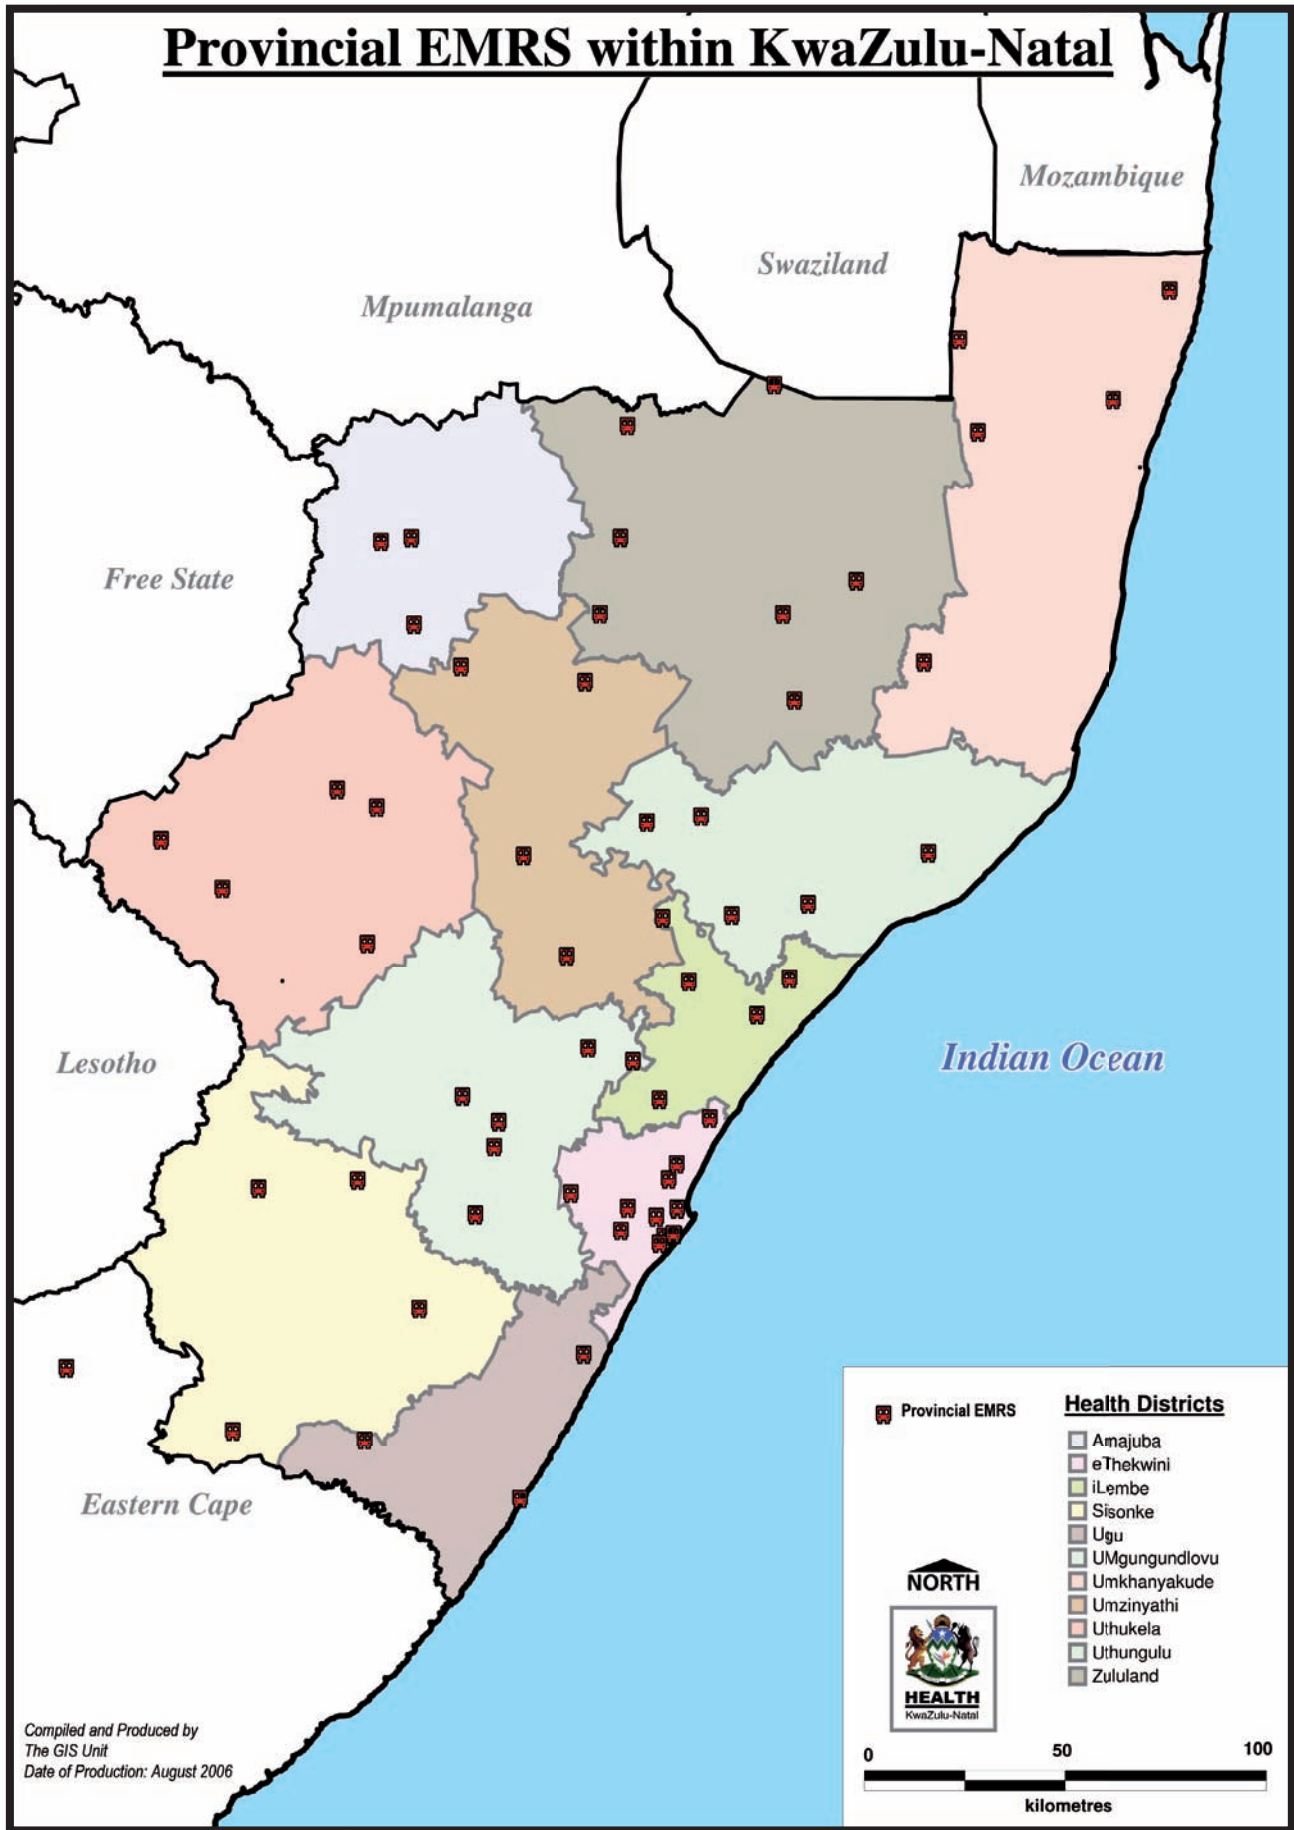 Provincial EMRS within KwaZulu-Natal
Mozambique
Swaziland
Mpumalanga
Free State
Lesotho
Indian Ocean
Eastern Cape
Provincial EMRS
Health Districts
Amajuba
eThekwini
iLembe
Sisonke
Ugu
UMgungundlovu
Umkhanyakude
Umzinyathi
Uthukela
Uthungulu
Zululand
NORTH
HEALTH
KwaZulu-Natal
0 50 100
kilometres
Compiled and Produced by
The GIS Unit
Date of Production: August 2006